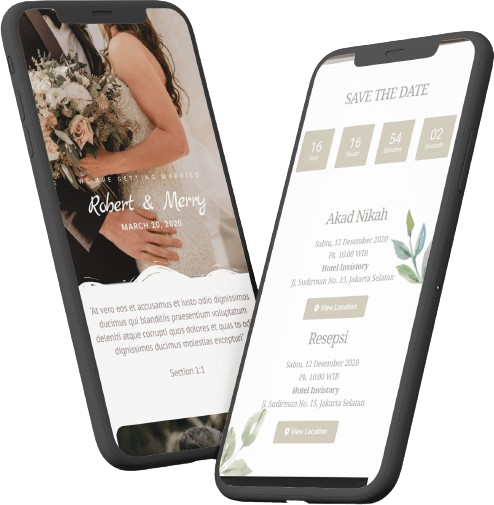 WE ARE GETTING MARRIED
Robert & Merry
MARCH 20, 2020
"At vero eos et accusamus et iusto odio dignissimos
ducimus qui blanditiis praesentium voluptatum
deleniti atque corrupti quos dolores et quas to od
dignissimos ducimus molestias excepturi"
Section 1:1
SAVE THE DATE
16 16 54 02
Days Hours Minutes Seconds
Akad Nikah
Sabtu, 12 Desember 2020
Pk. 10.00 WIB
Hotel Invistory
Jl. Sudirman No. 15, Jakarta Selatan
View Location
Resepsi
Sabtu, 12 Desember 2020
Pk. 10.00 WIB
Hotel Invistory
Jl. Sudirman No. 15, Jakarta Selatan
View Location